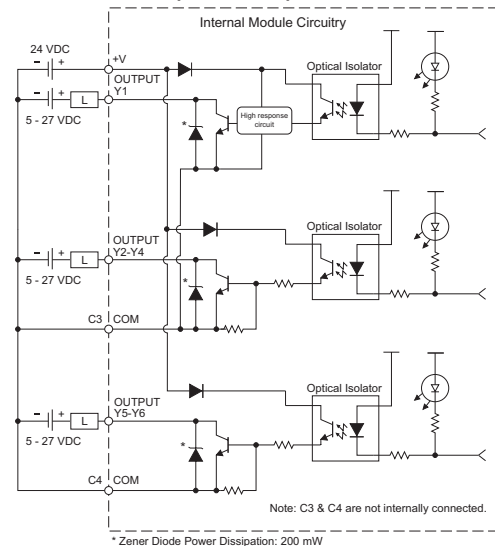 Internal Module Circuitry
24 VDC
- +
+V
OUTPUT
Y1
- +
L
5 - 27 VDC
*
High response
circuit
Optical Isolator
OUTPUT
Y2-Y4
- +
L
5 - 27 VDC
*
Optical Isolator
C3 COM
OUTPUT
Y5-Y6
- +
L
5 - 27 VDC
*
Optical Isolator
C4 COM
Note: C3 & C4 are not internally connected.
* Zener Diode Power Dissipation: 200 mW